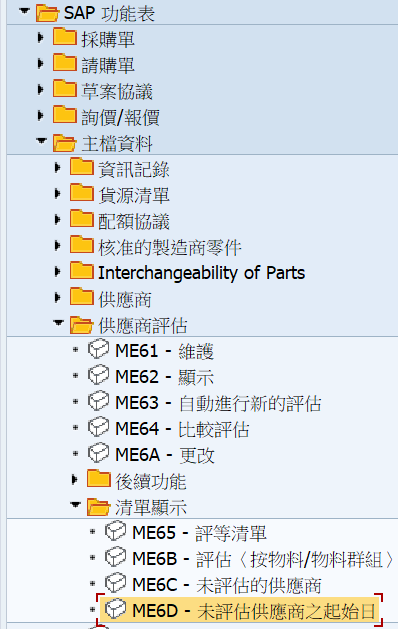 SAP 功能表
採購單
請購單
草案協議
詢價/報價
主檔資料
資訊記錄
貨源清單
配額協議
核准的製造商零件
Interchangeability of Parts
供應商
供應商評估
ME61 - 維護
ME62 - 顯示
ME63 - 自動進行新的評估
ME64 - 比較評估
ME6A - 更改
後續功能
清單顯示
ME65 - 評等清單
ME6B - 評估〈按物料/物料群組〉
ME6C - 未評估的供應商
ME6D - 未評估供應商之起始日